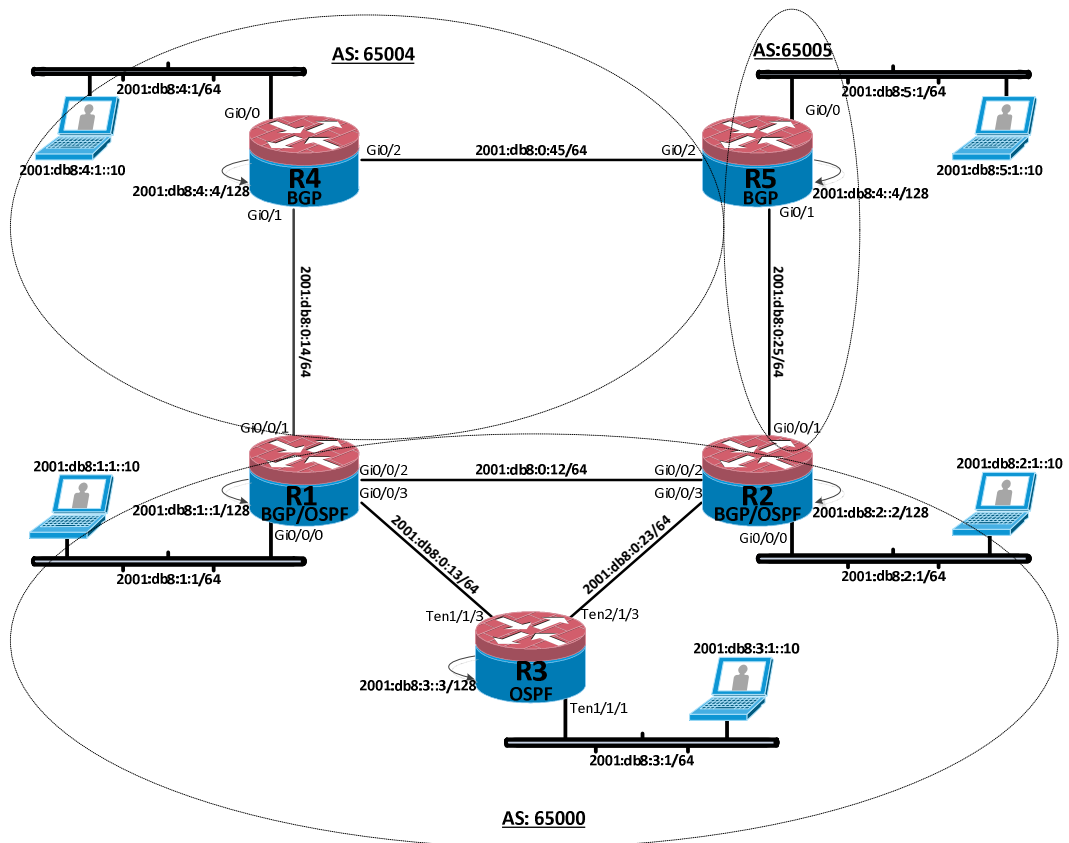 AS: 65004
AS:65005
2001:db8:4:1/64
2001:db8:5:1/64
Gi0/0
Gi0/0
2001:db8:4:1::10
2001:db8:5:1::10
Gi0/2
2001:db8:0:45/64
Gi0/2
R4
BGP
R5
BGP
2001:db8:4::4/128
2001:db8:4::4/128
Gi0/1
Gi0/1
2001:db8:0:14/64
2001:db8:0:25/64
Gi0/0/1
Gi0/0/1
2001:db8:1:1::10
2001:db8:2:1::10
Gi0/0/2
2001:db8:0:12/64
Gi0/0/2
R1
BGP/OSPF
Gi0/0/3
Gi0/0/3
R2
BGP/OSPF
2001:db8:1::1/128
2001:db8:2::2/128
Gi0/0/0
Gi0/0/0
2001:db8:1:1/64
2001:db8:2:1/64
2001:db8:0:13/64
2001:db8:0:23/64
Ten1/1/3
Ten2/1/3
R3
OSPF
2001:db8:3::3/128
2001:db8:3:1::10
Ten1/1/1
2001:db8:3:1/64
AS: 65000